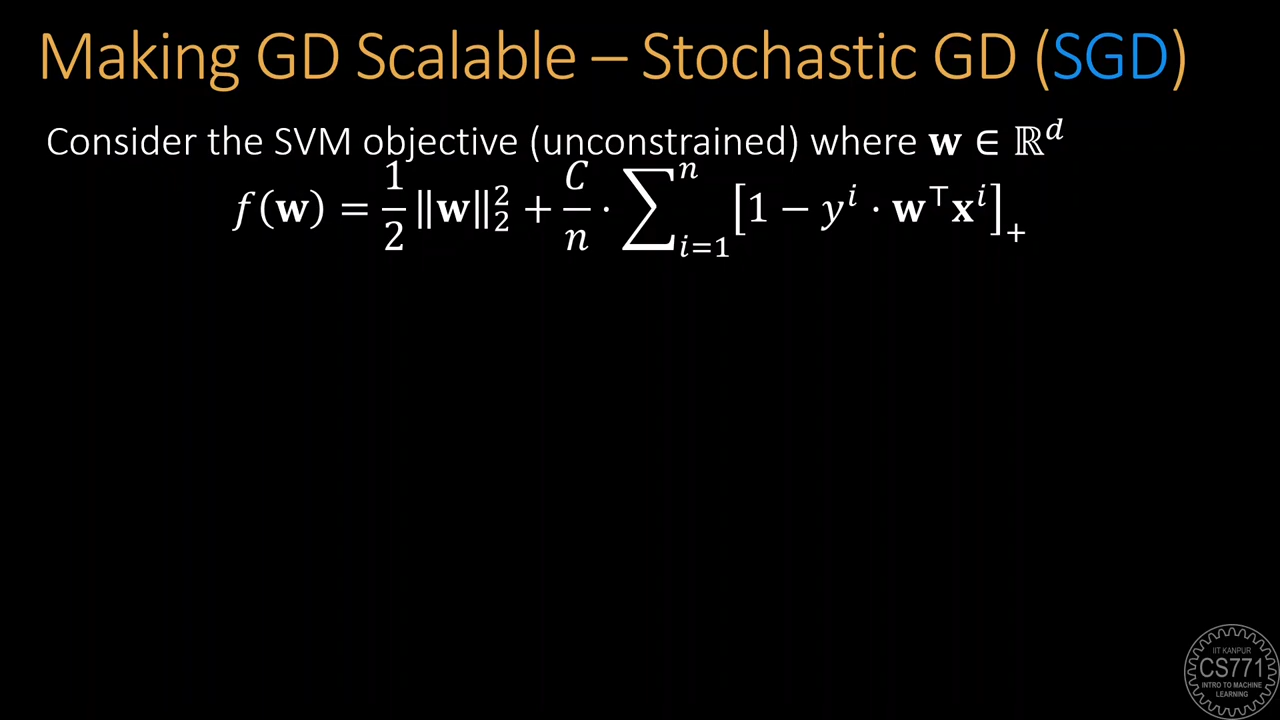 Making GD Scalable – Stochastic GD (SGD)
Consider the SVM objective (unconstrained) where 𝐰 ∈ ℝ^d
f(𝐰) = 1/2 ‖𝐰‖₂² + C/n · ∑_{i=1}^{n} [1 − y^i · 𝐰^⊤𝐱^i]_+
IIT KANPUR
CS771
INTRO TO MACHINE
LEARNING